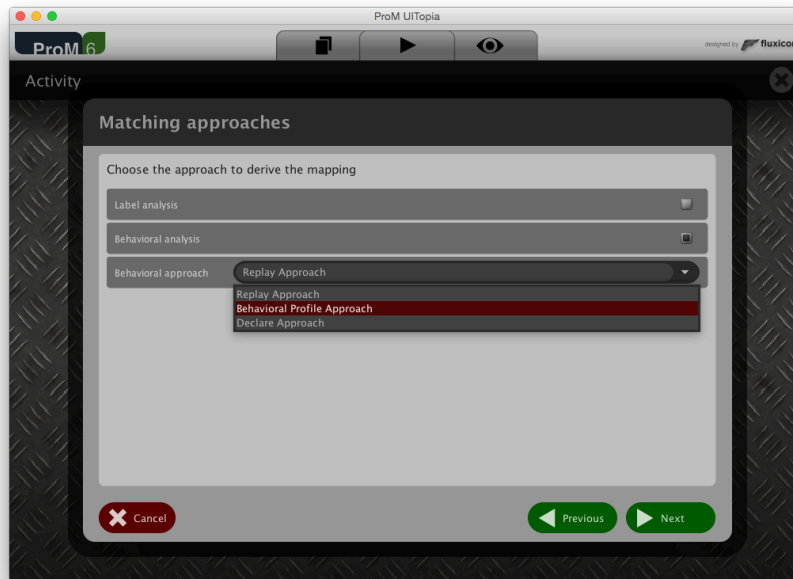 ProM UITopia
ProM 6
designed by fluxicon
Activity
Matching approaches
Choose the approach to derive the mapping
Label analysis
Behavioral analysis
Behavioral approach Replay Approach
Replay Approach
Behavioral Profile Approach
Declare Approach
Cancel Previous Next